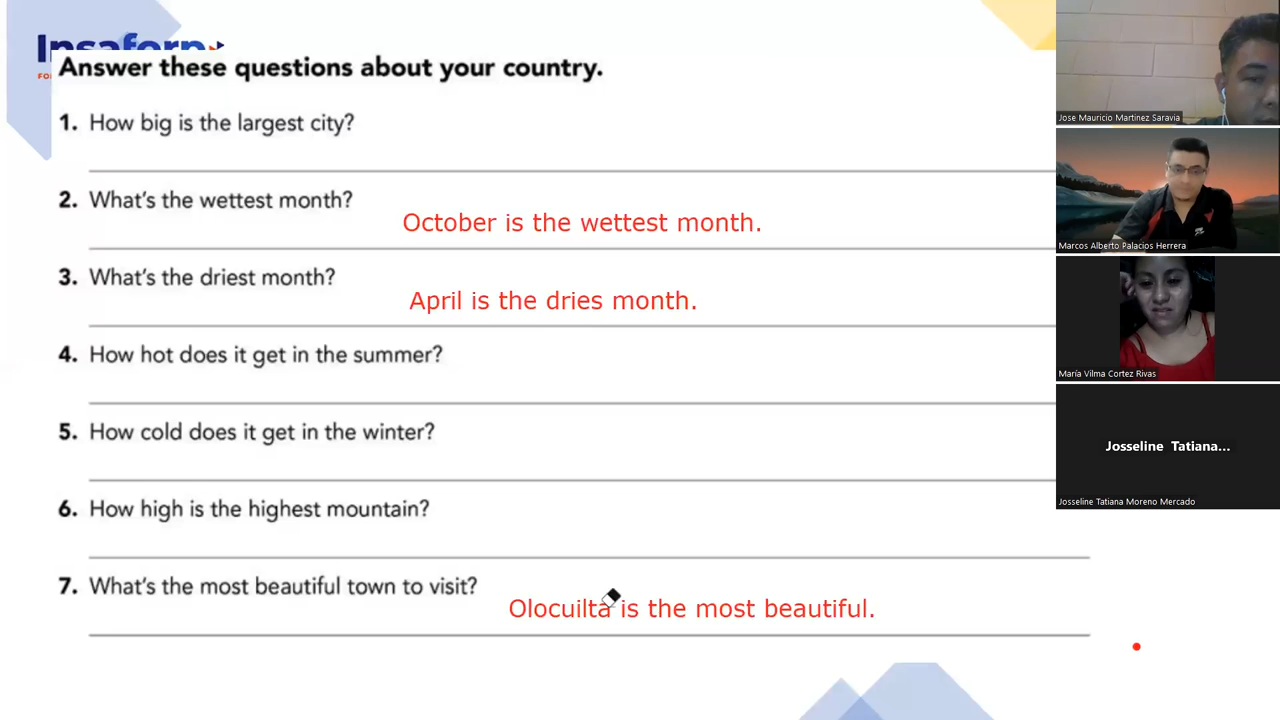 Insaforp
Answer these questions about your country.
1. How big is the largest city?
2. What's the wettest month?
October is the wettest month.
3. What's the driest month?
April is the dries month.
4. How hot does it get in the summer?
5. How cold does it get in the winter?
6. How high is the highest mountain?
7. What's the most beautiful town to visit?
Olocuilta is the most beautiful.
Jose Mauricio Martinez Saravia
Marcos Alberto Palacios Herrera
María Vilma Cortez Rivas
Josseline Tatiana...
Josseline Tatiana Moreno Mercado